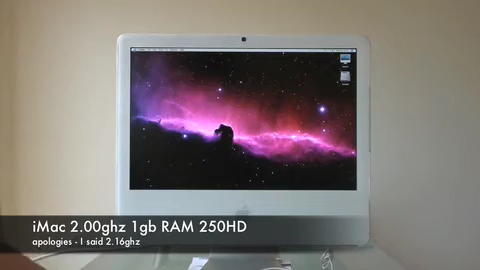 iMac 2.00ghz 1gb RAM 250HD
apologies - I said 2.16ghz